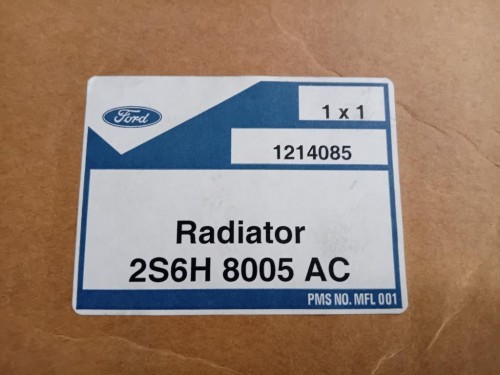 Ford
1 x 1
1214085
Radiator
2S6H 8005 AC
PMS NO. MFL 001